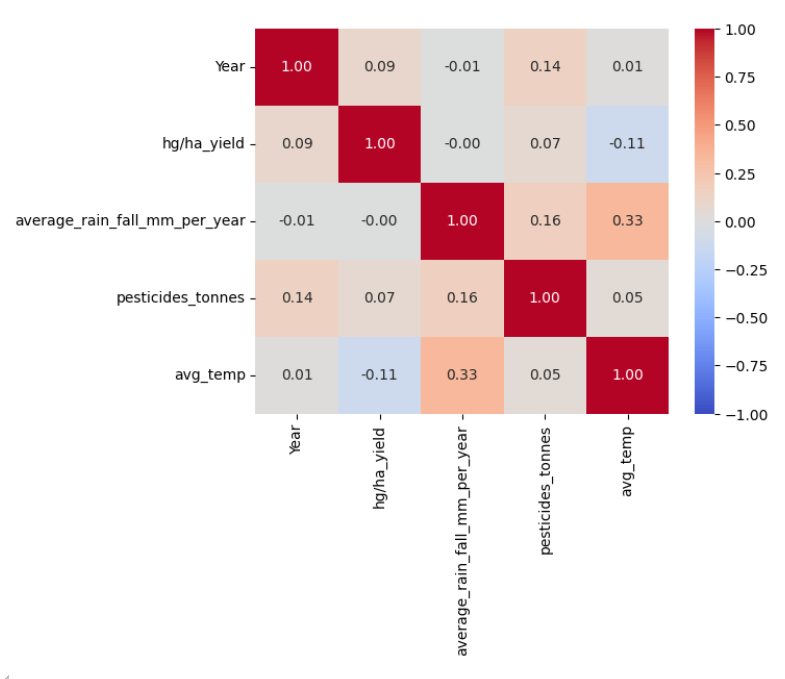 1.00
Year 1.00 0.09 -0.01 0.14 0.01
0.75
0.50
hg/ha_yield 0.09 1.00 -0.00 0.07 -0.11
0.25
average_rain_fall_mm_per_year -0.01 -0.00 1.00 0.16 0.33 0.00
−0.25
pesticides_tonnes 0.14 0.07 0.16 1.00 0.05
−0.50
avg_temp 0.01 -0.11 0.33 0.05 1.00
−0.75
−1.00
Year
hg/ha_yield
average_rain_fall_mm_per_year
pesticides_tonnes
avg_temp